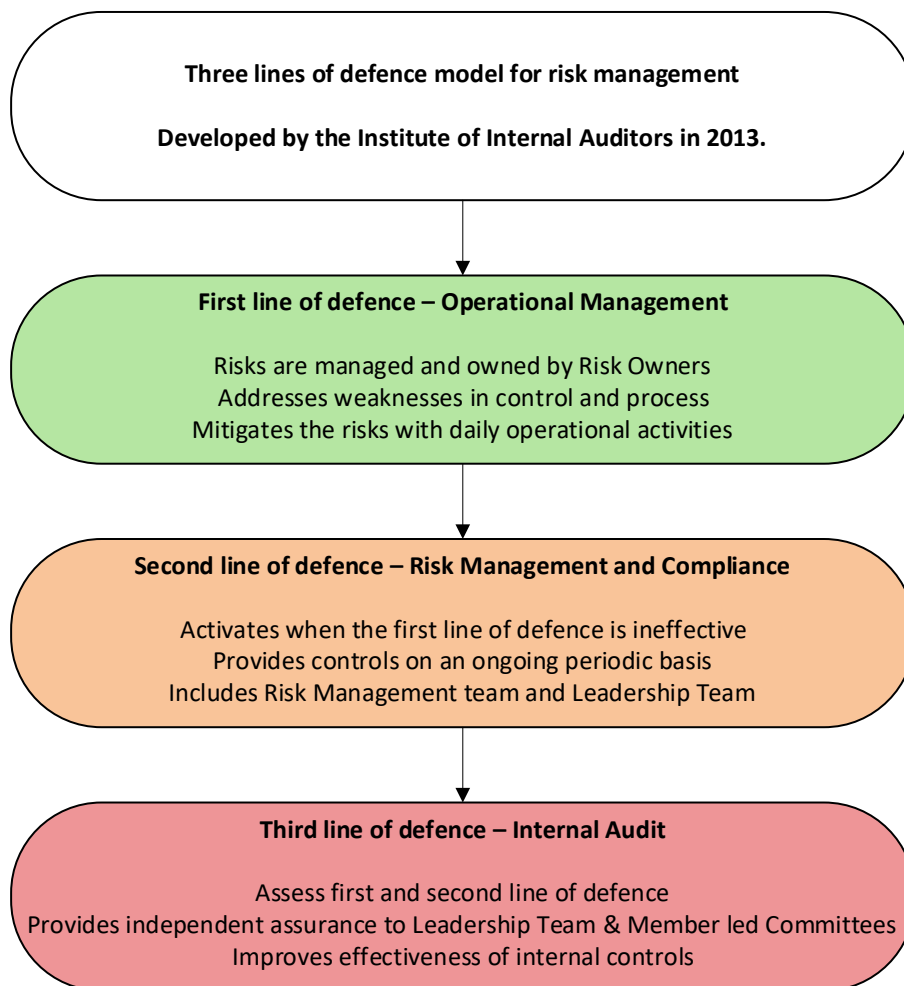 Three lines of defence model for risk management
Developed by the Institute of Internal Auditors in 2013.
First line of defence – Operational Management
Risks are managed and owned by Risk Owners
Addresses weaknesses in control and process
Mitigates the risks with daily operational activities
Second line of defence – Risk Management and Compliance
Activates when the first line of defence is ineffective
Provides controls on an ongoing periodic basis
Includes Risk Management team and Leadership Team
Third line of defence – Internal Audit
Assess first and second line of defence
Provides independent assurance to Leadership Team & Member led Committees
Improves effectiveness of internal controls